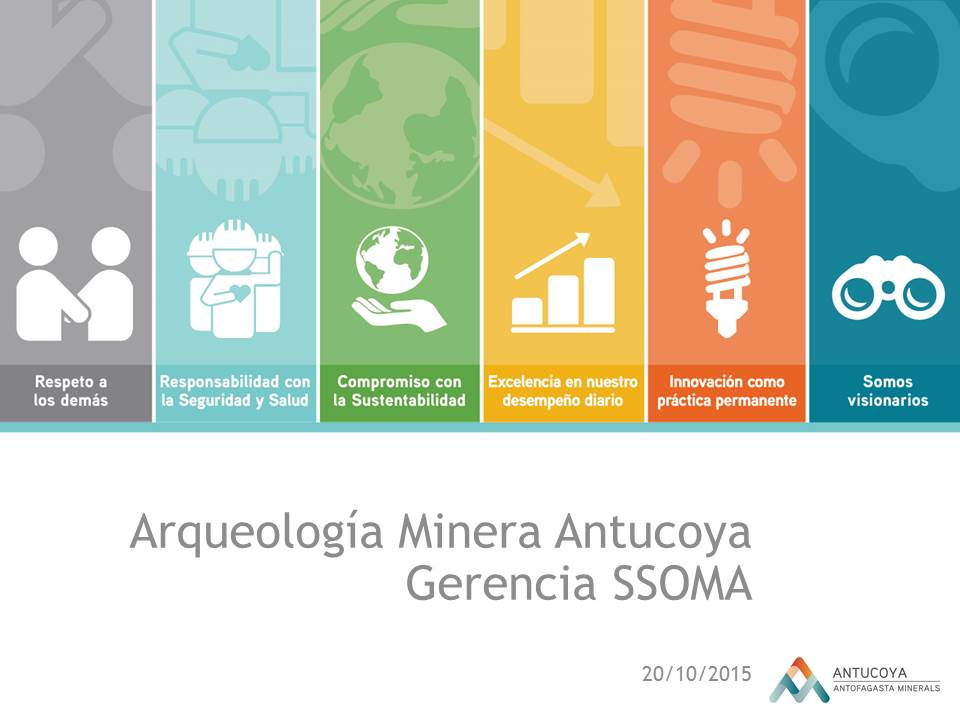 Respeto a
los demás
Responsabilidad con
la Seguridad y Salud
Compromiso con
la Sustentabilidad
Excelencia en nuestro
desempeño diario
Innovación como
práctica permanente
Somos
visionarios
Arqueología Minera Antucoya
Gerencia SSOMA
20/10/2015
ANTUCOYA
ANTOFAGASTA MINERALS